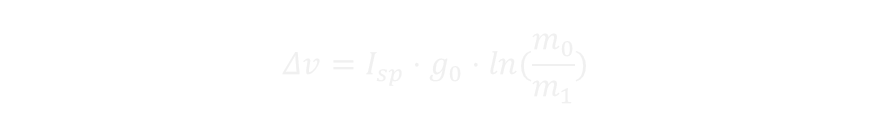 Δv = I_sp · g_0 · ln(m_0/m_1)